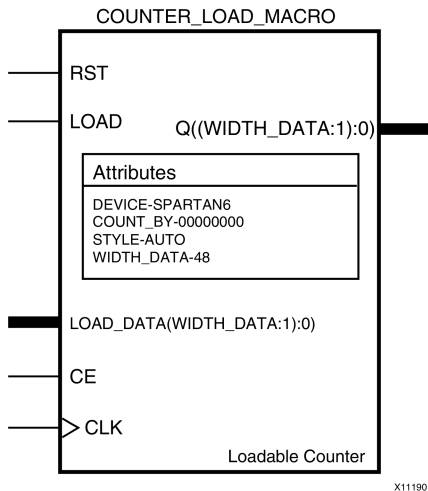 COUNTER_LOAD_MACRO
RST
LOAD
Q((WIDTH_DATA:1):0)
Attributes
DEVICE-SPARTAN6
COUNT_BY-00000000
STYLE-AUTO
WIDTH_DATA-48
LOAD_DATA(WIDTH_DATA:1):0)
CE
CLK
Loadable Counter
X11190